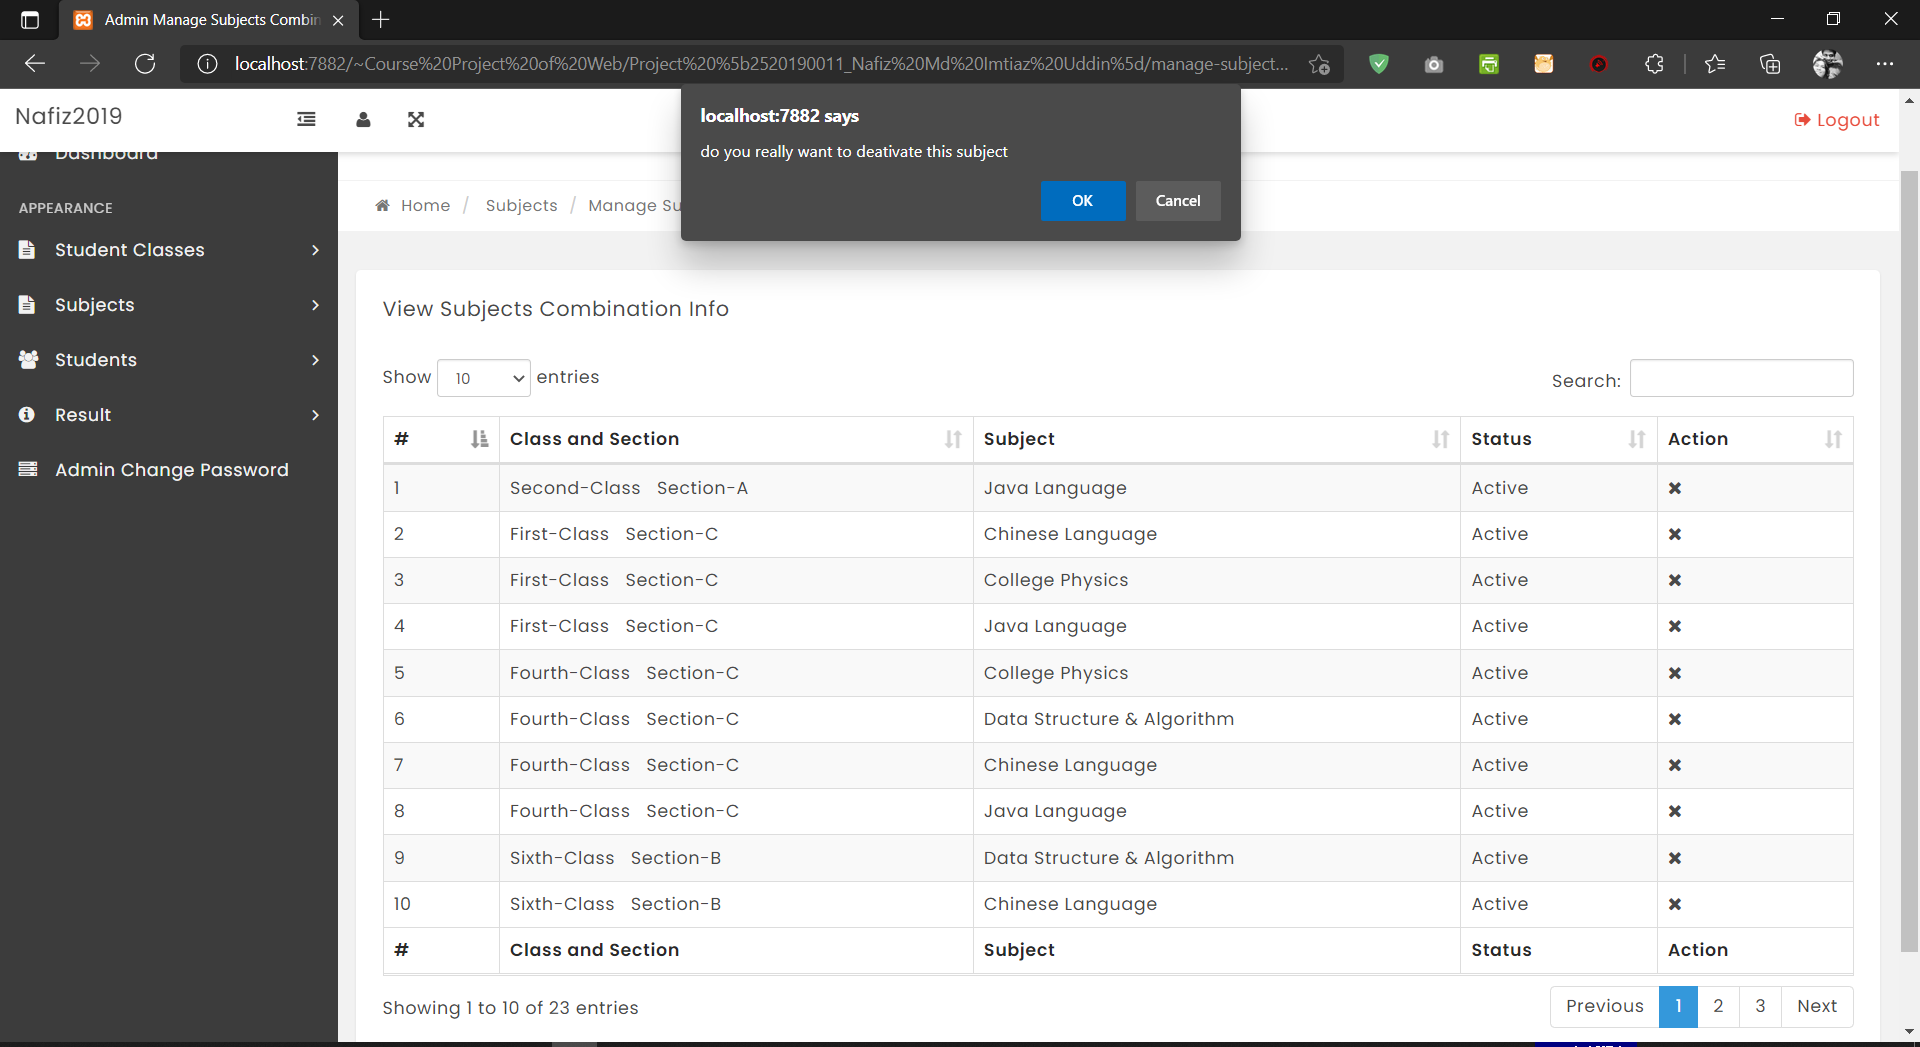 Admin Manage Subjects Combin
localhost:7882/~Course%20Project%20of%20Web/Project%20%5b2520190011_Nafiz%20Md%20Imtiaz%20Uddin%5d/manage-subject...
Nafiz2019
Logout
localhost:7882 says
do you really want to deativate this subject
OK Cancel
Dashboard
APPEARANCE
Student Classes
Subjects
Students
Result
Admin Change Password
Home / Subjects / Manage Su
View Subjects Combination Info
Show 10 entries
Search:
# Class and Section Subject Status Action
1 Second-Class Section-A Java Language Active
2 First-Class Section-C Chinese Language Active
3 First-Class Section-C College Physics Active
4 First-Class Section-C Java Language Active
5 Fourth-Class Section-C College Physics Active
6 Fourth-Class Section-C Data Structure & Algorithm Active
7 Fourth-Class Section-C Chinese Language Active
8 Fourth-Class Section-C Java Language Active
9 Sixth-Class Section-B Data Structure & Algorithm Active
10 Sixth-Class Section-B Chinese Language Active
# Class and Section Subject Status Action
Showing 1 to 10 of 23 entries
Previous 1 2 3 Next